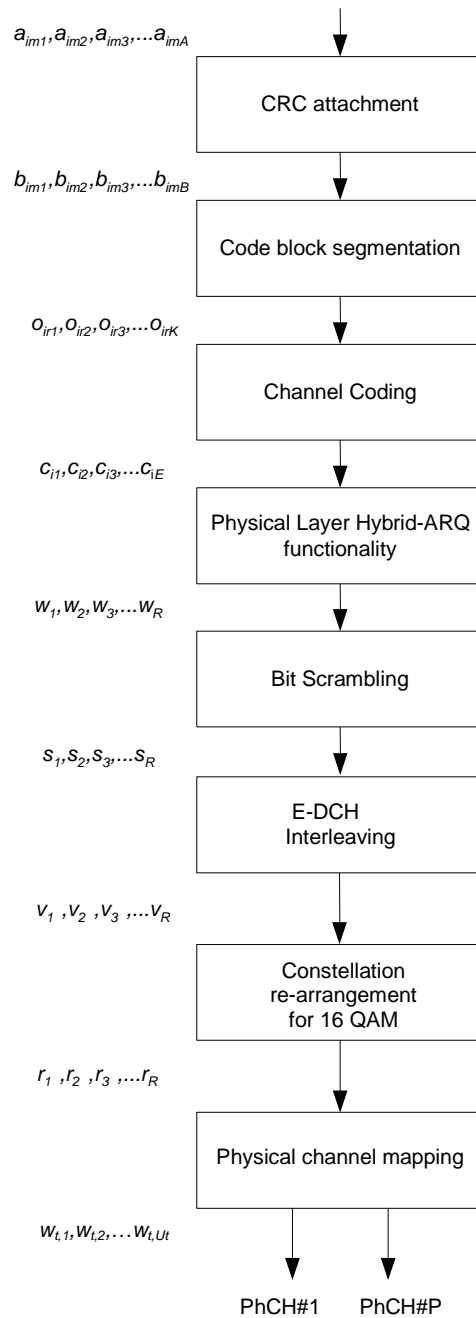 a_im1,a_im2,a_im3,...a_imA
CRC attachment
b_im1,b_im2,b_im3,...b_imB
Code block segmentation
o_ir1,o_ir2,o_ir3,...o_irK
Channel Coding
c_i1,c_i2,c_i3,...c_iE
Physical Layer Hybrid-ARQ
functionality
w_1,w_2,w_3,...w_R
Bit Scrambling
s_1,s_2,s_3,...s_R
E-DCH
Interleaving
v_1 ,v_2 ,v_3 ,...v_R
Constellation
re-arrangement
for 16 QAM
r_1 ,r_2 ,r_3 ,...r_R
Physical channel mapping
w_t,1,w_t,2,...w_t,Ut
PhCH#1 PhCH#P